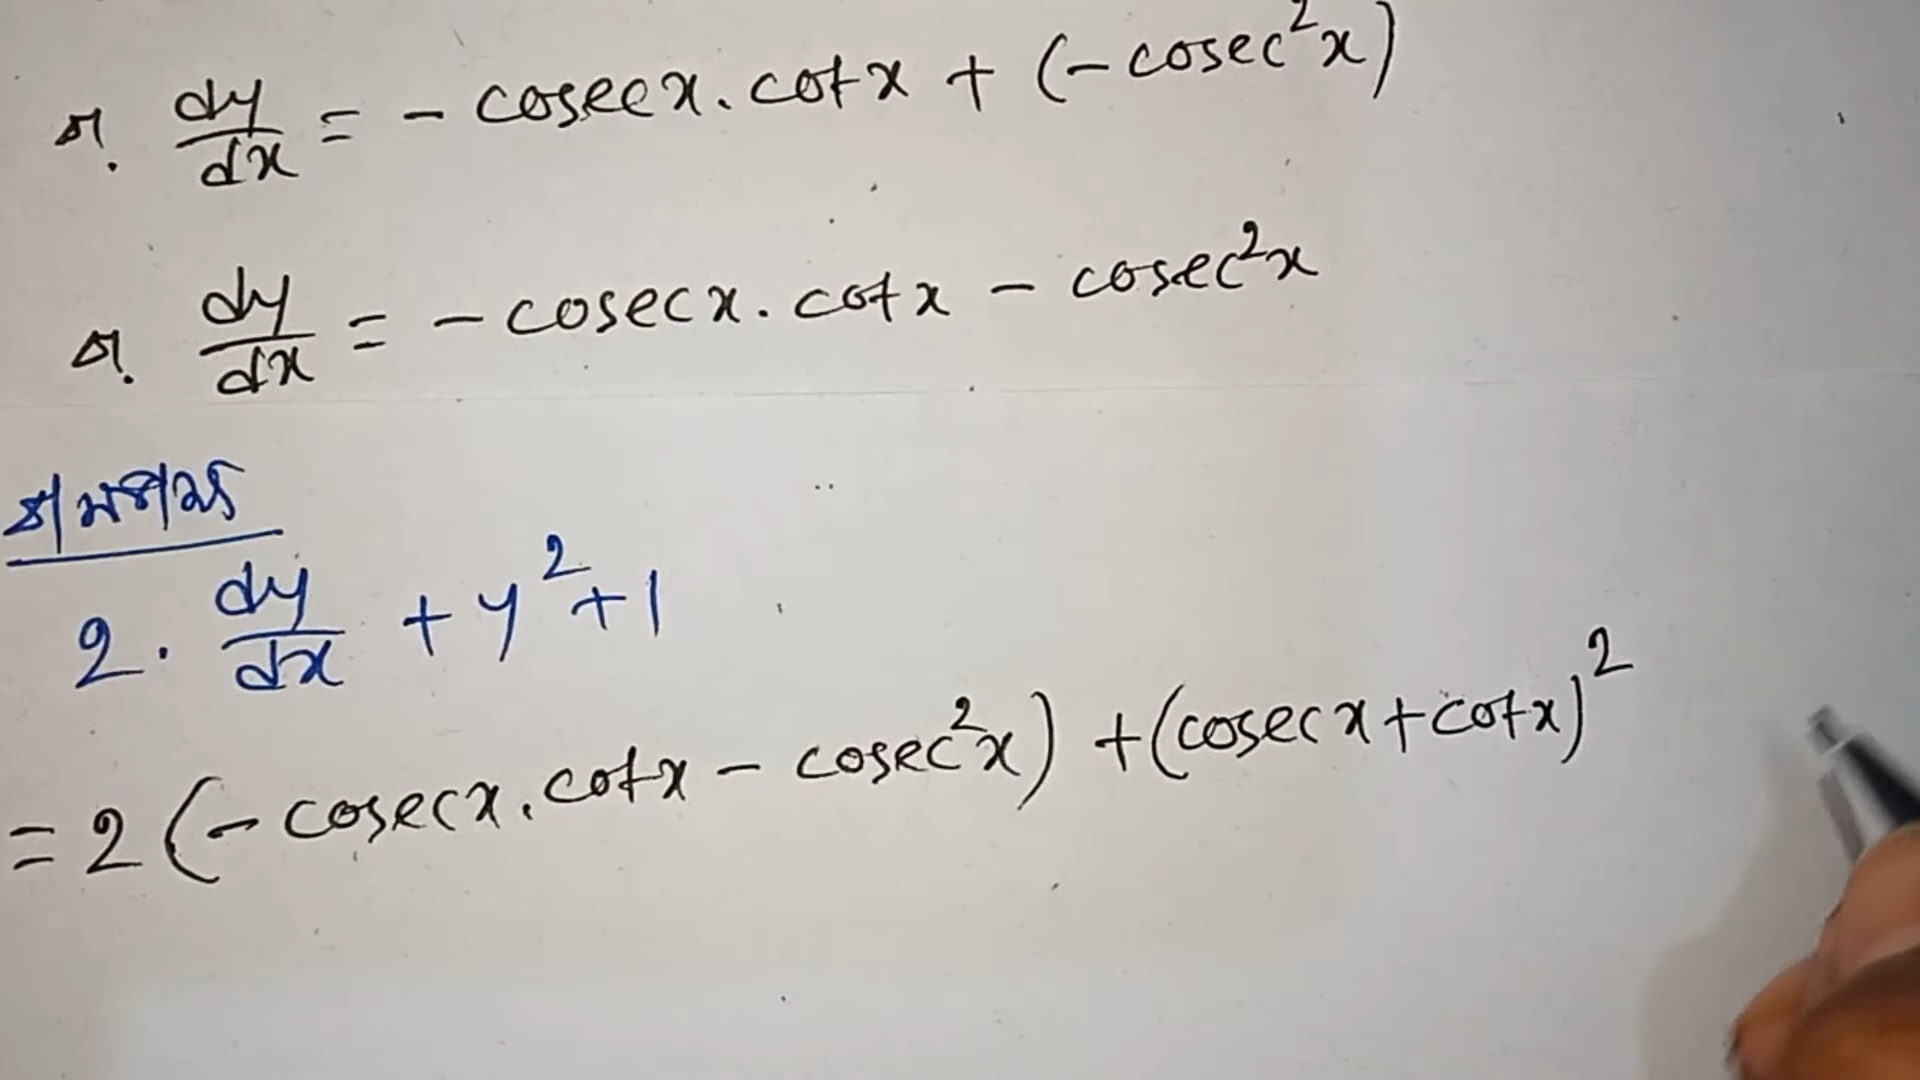 বা, dy/dx = - cosecx . cotx + (- cosec²x)
বা, dy/dx = - cosecx . cotx - cosec²x
বামপক্ষ
2 . dy/dx + y² + 1
= 2 (- cosecx . cotx - cosec²x) + (cosecx + cotx)²